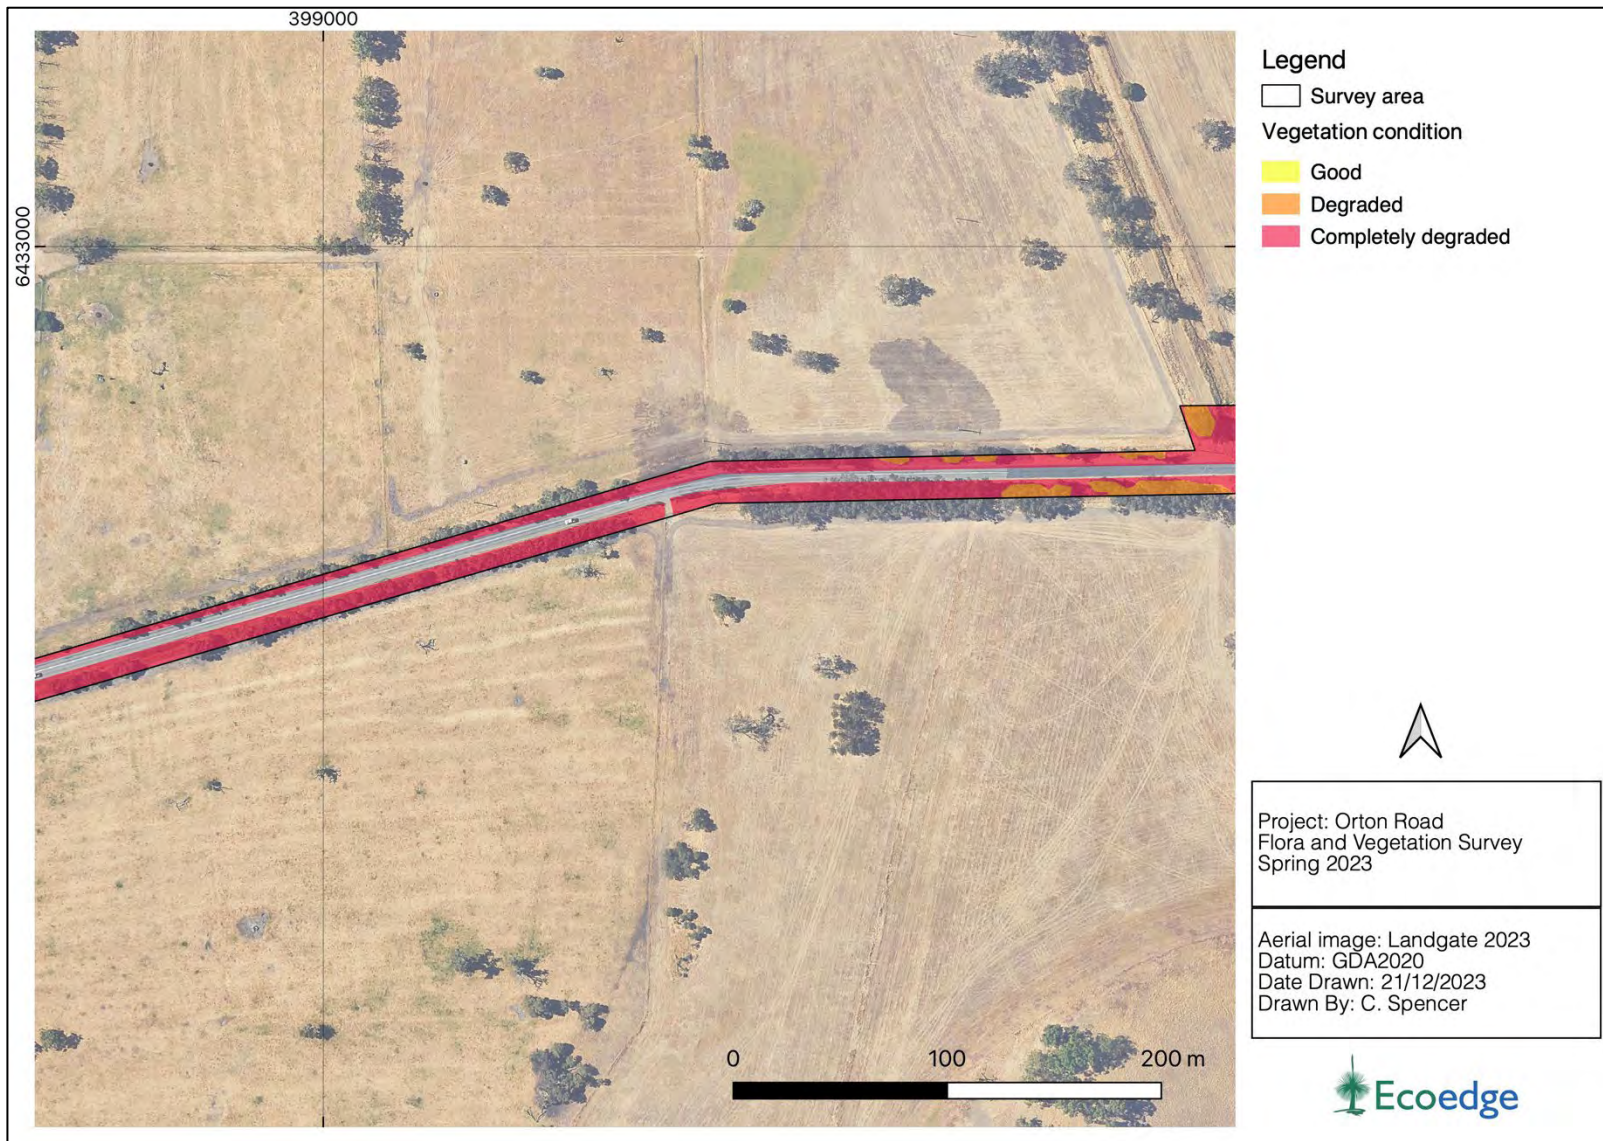 399000
6433000
Legend
Survey area
Vegetation condition
Good
Degraded
Completely degraded
Project: Orton Road
Flora and Vegetation Survey
Spring 2023
Aerial image: Landgate 2023
Datum: GDA2020
Date Drawn: 21/12/2023
Drawn By: C. Spencer
0 100 200 m
Ecoedge